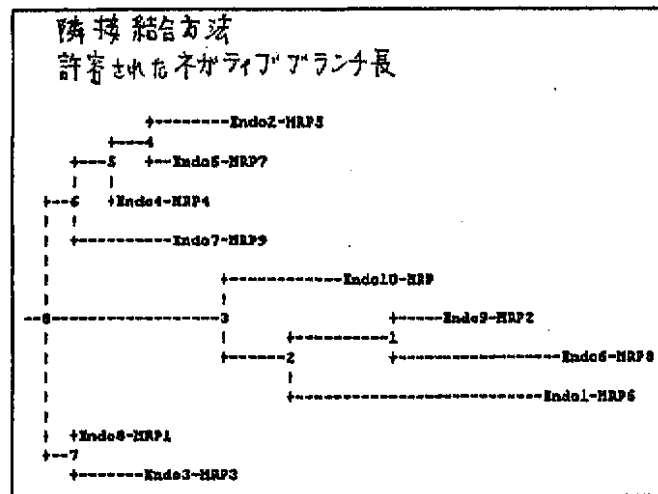 隣接結合方法
許容されたネガティブブランチ長
+--------Endo2-MRP5
+---4
+---5 +--Endo5-MRP7
+--6 +Endo4-MRP4
+----------Endo7-MRP9
+------------Endo10-MRP
--8------------------3 +-----Endo9-MRP2
+-----------1
+------2 +-----------------Endo6-MRP8
+--------------------------Endo1-MRP6
+Endo8-MRP1
+--7
+-------Endo3-MRP3